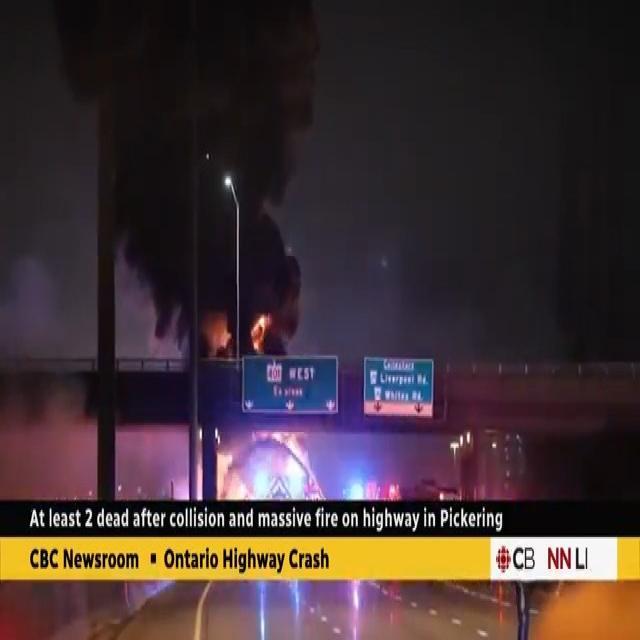 401 WEST
Express
Collectors
Liverpool Rd.
Whites Rd.
At least 2 dead after collision and massive fire on highway in Pickering
CBC Newsroom ▪ Ontario Highway Crash
CB NN LI